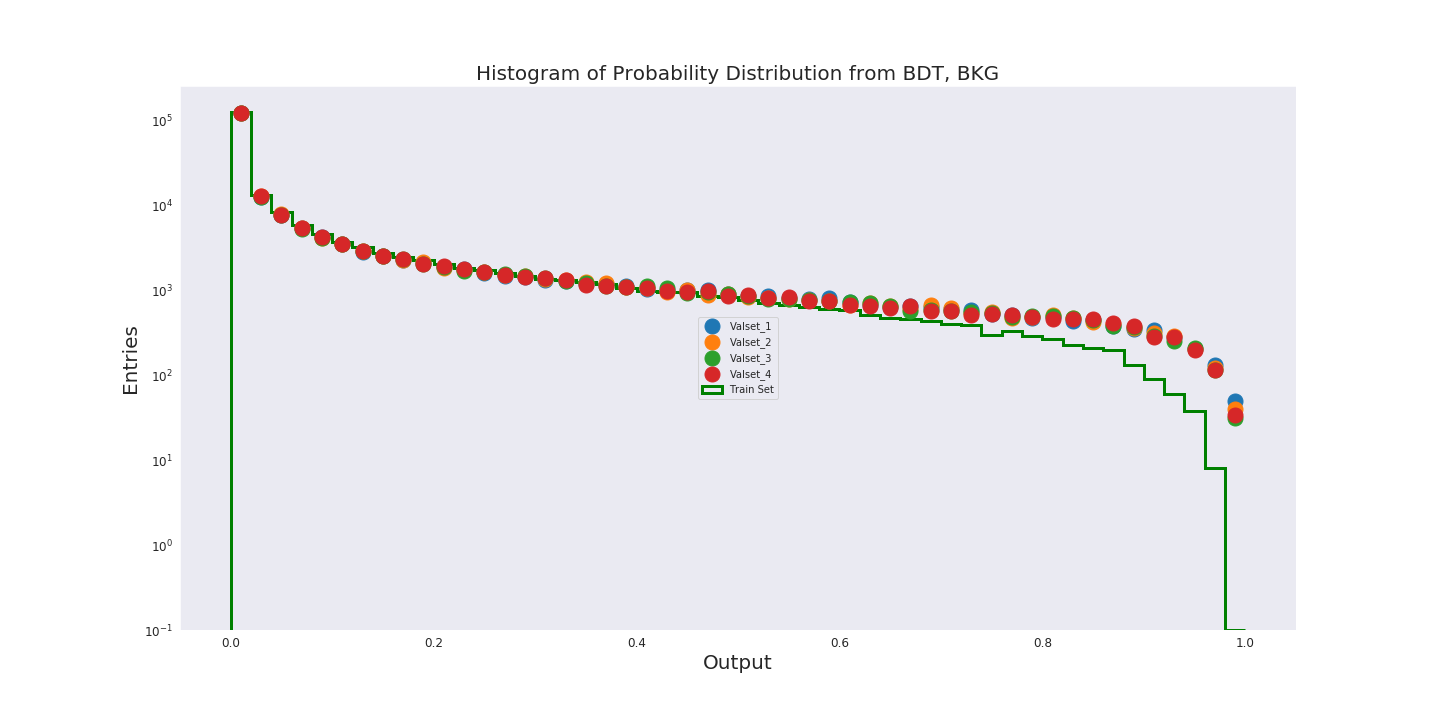 Histogram of Probability Distribution from BDT, BKG
Entries
10^5
10^4
10^3
10^2
10^1
10^0
10^−1
Valset_1
Valset_2
Valset_3
Valset_4
Train Set
0.0 0.2 0.4 0.6 0.8 1.0
Output